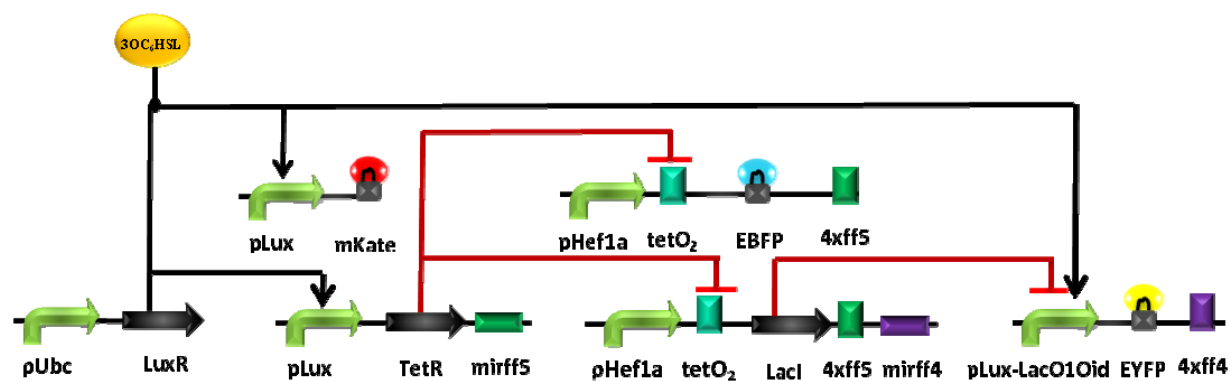 3OC₆HSL
pLux mKate pHef1a tetO₂ EBFP 4xff5
pUbc LuxR pLux TetR mirff5 pHef1a tetO₂ LacI 4xff5 mirff4 pLux-LacO1Oid EYFP 4xff4